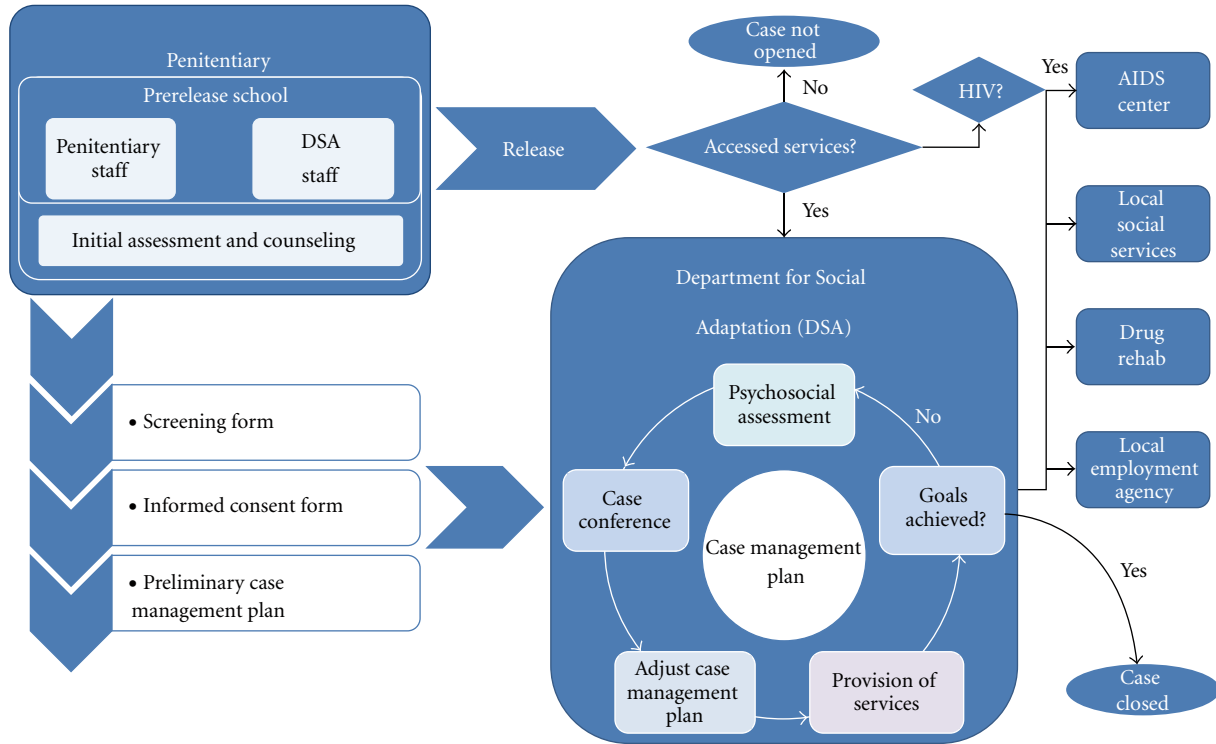 Penitentiary
Prerelease school
Penitentiary
staff
DSA
staff
Initial assessment and counseling
Release
Case not
opened
No
Accessed services?
Yes
HIV?
Yes
AIDS
center
Local
social
services
Drug
rehab
Local
employment
agency
• Screening form
• Informed consent form
• Preliminary case
management plan
Department for Social
Adaptation (DSA)
Psychosocial
assessment
No
Case
conference
Goals
achieved?
Case management
plan
Adjust case
management
plan
Provision of
services
Yes
Case
closed